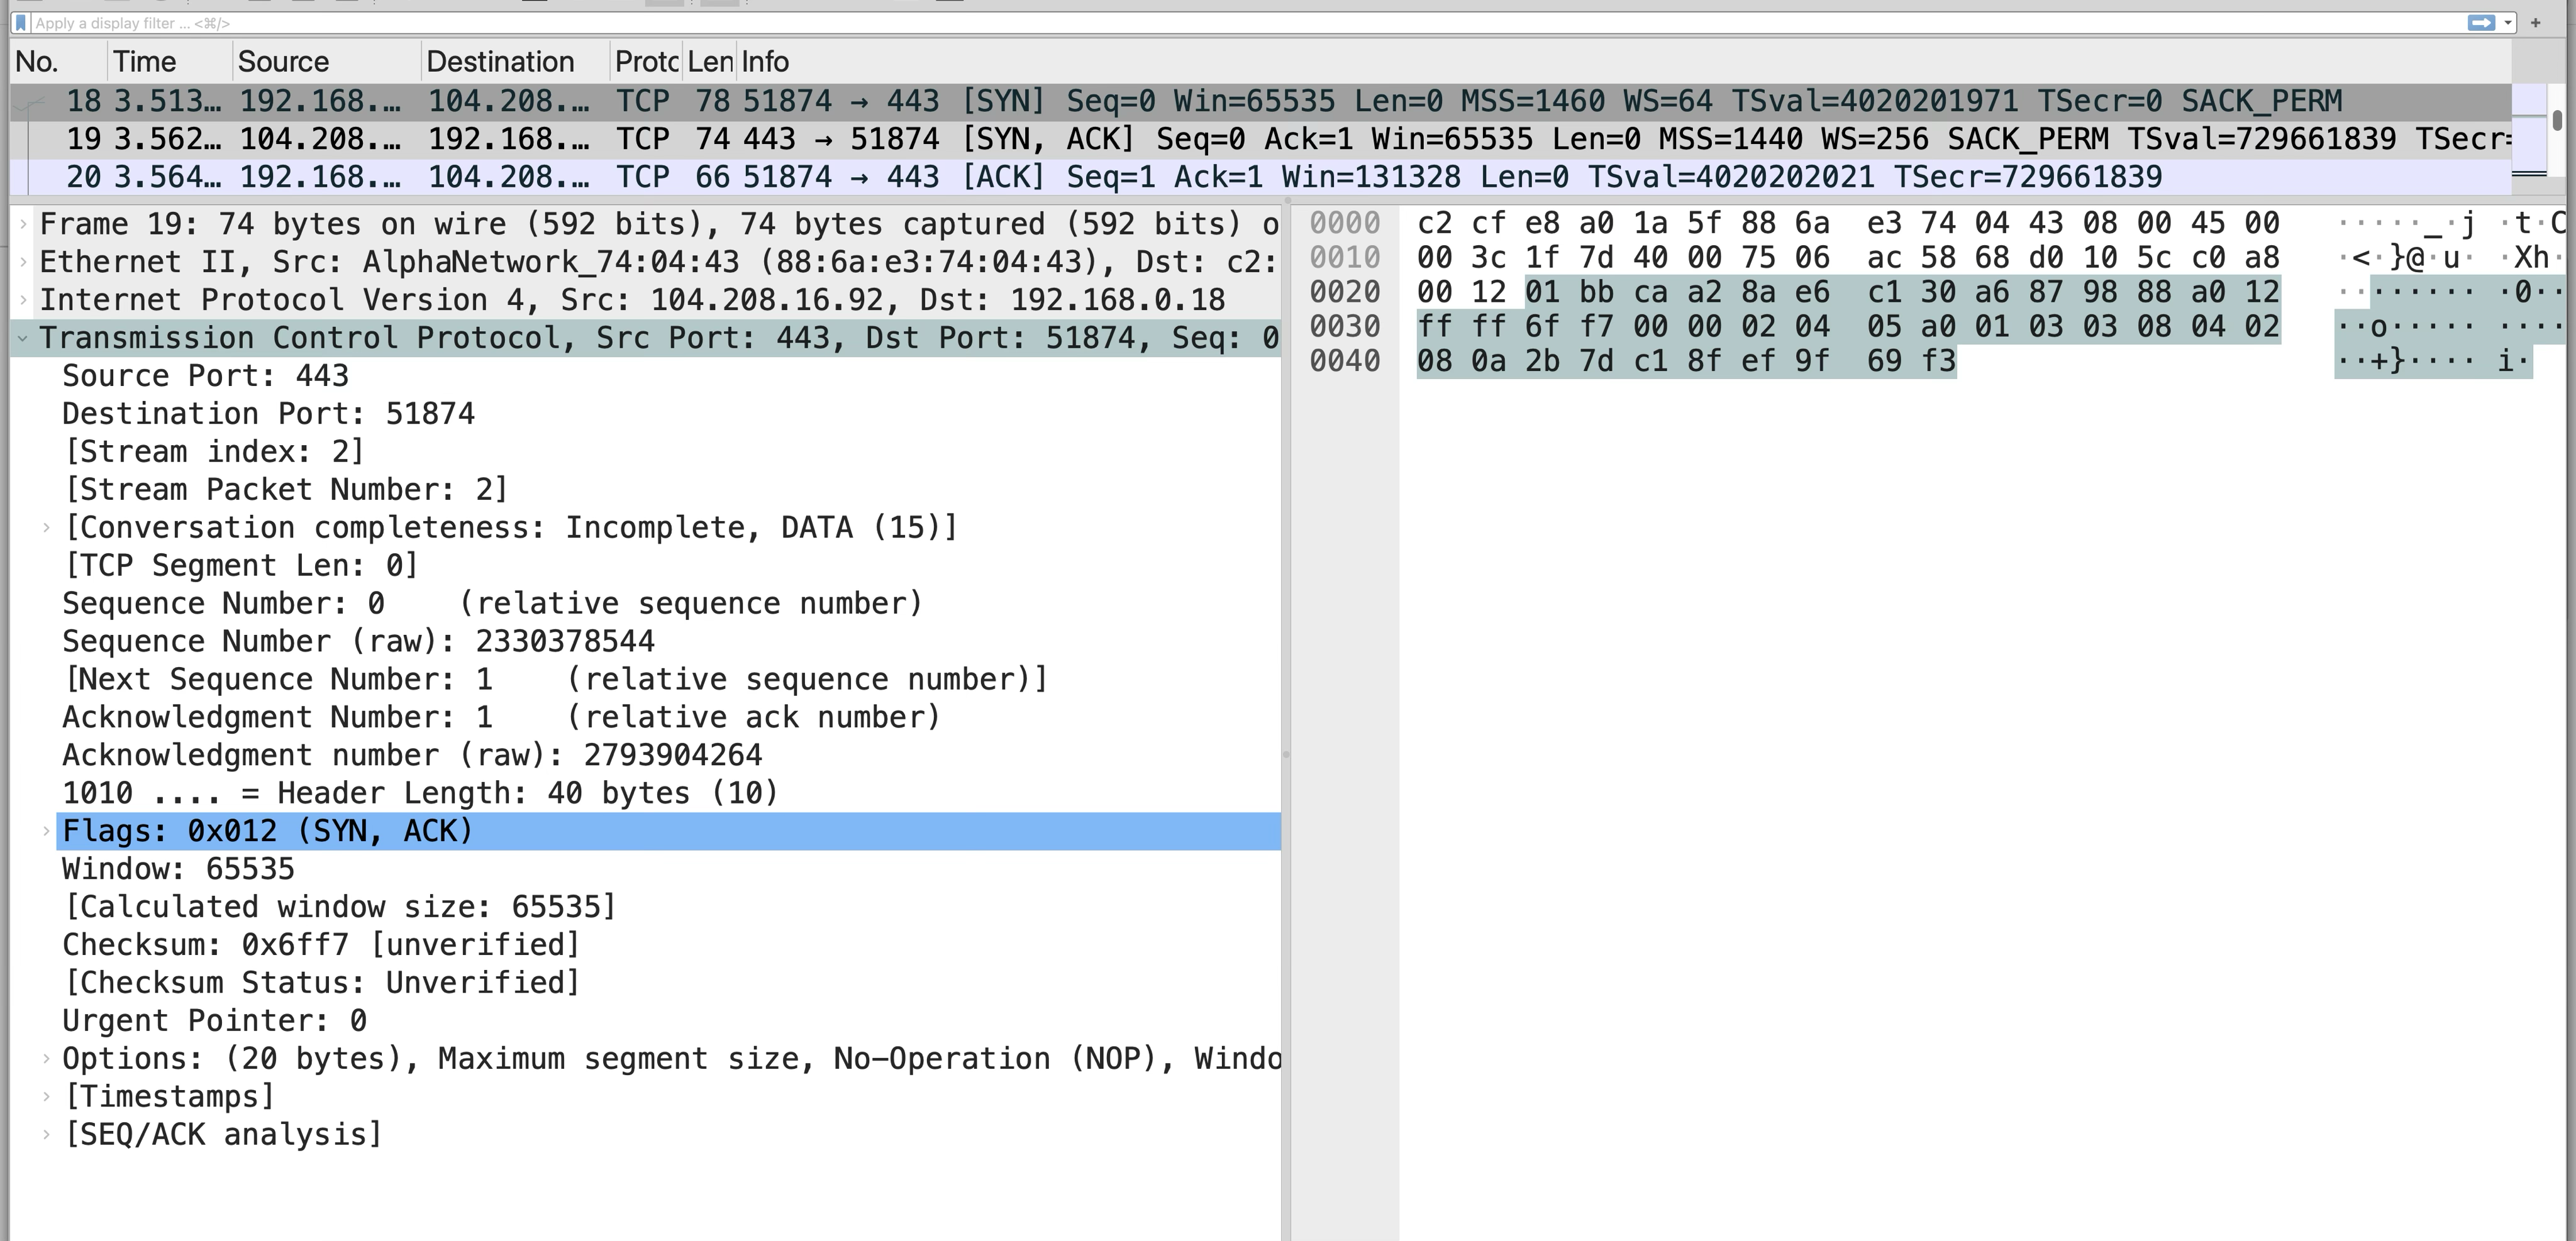 Apply a display filter ... <⌘/>
No. Time Source Destination Protc Len Info
18 3.513… 192.168.… 104.208.… TCP 78 51874 → 443 [SYN] Seq=0 Win=65535 Len=0 MSS=1460 WS=64 TSval=4020201971 TSecr=0 SACK_PERM
19 3.562… 104.208.… 192.168.… TCP 74 443 → 51874 [SYN, ACK] Seq=0 Ack=1 Win=65535 Len=0 MSS=1440 WS=256 SACK_PERM TSval=729661839 TSecr=
20 3.564… 192.168.… 104.208.… TCP 66 51874 → 443 [ACK] Seq=1 Ack=1 Win=131328 Len=0 TSval=4020202021 TSecr=729661839
Frame 19: 74 bytes on wire (592 bits), 74 bytes captured (592 bits) o
Ethernet II, Src: AlphaNetwork_74:04:43 (88:6a:e3:74:04:43), Dst: c2:
Internet Protocol Version 4, Src: 104.208.16.92, Dst: 192.168.0.18
Transmission Control Protocol, Src Port: 443, Dst Port: 51874, Seq: 0
Source Port: 443
Destination Port: 51874
[Stream index: 2]
[Stream Packet Number: 2]
[Conversation completeness: Incomplete, DATA (15)]
[TCP Segment Len: 0]
Sequence Number: 0    (relative sequence number)
Sequence Number (raw): 2330378544
[Next Sequence Number: 1    (relative sequence number)]
Acknowledgment Number: 1    (relative ack number)
Acknowledgment number (raw): 2793904264
1010 .... = Header Length: 40 bytes (10)
Flags: 0x012 (SYN, ACK)
Window: 65535
[Calculated window size: 65535]
Checksum: 0x6ff7 [unverified]
[Checksum Status: Unverified]
Urgent Pointer: 0
Options: (20 bytes), Maximum segment size, No-Operation (NOP), Windo
[Timestamps]
[SEQ/ACK analysis]
0000 c2 cf e8 a0 1a 5f 88 6a e3 74 04 43 08 00 45 00 ·····_·j ·t·C
0010 00 3c 1f 7d 40 00 75 06 ac 58 68 d0 10 5c c0 a8 ·<·}@·u· ·Xh·
0020 00 12 01 bb ca a2 8a e6 c1 30 a6 87 98 88 a0 12 ········ ·0··
0030 ff ff 6f f7 00 00 02 04 05 a0 01 03 03 08 04 02 ··o····· ····
0040 08 0a 2b 7d c1 8f ef 9f 69 f3 ··+}···· i·